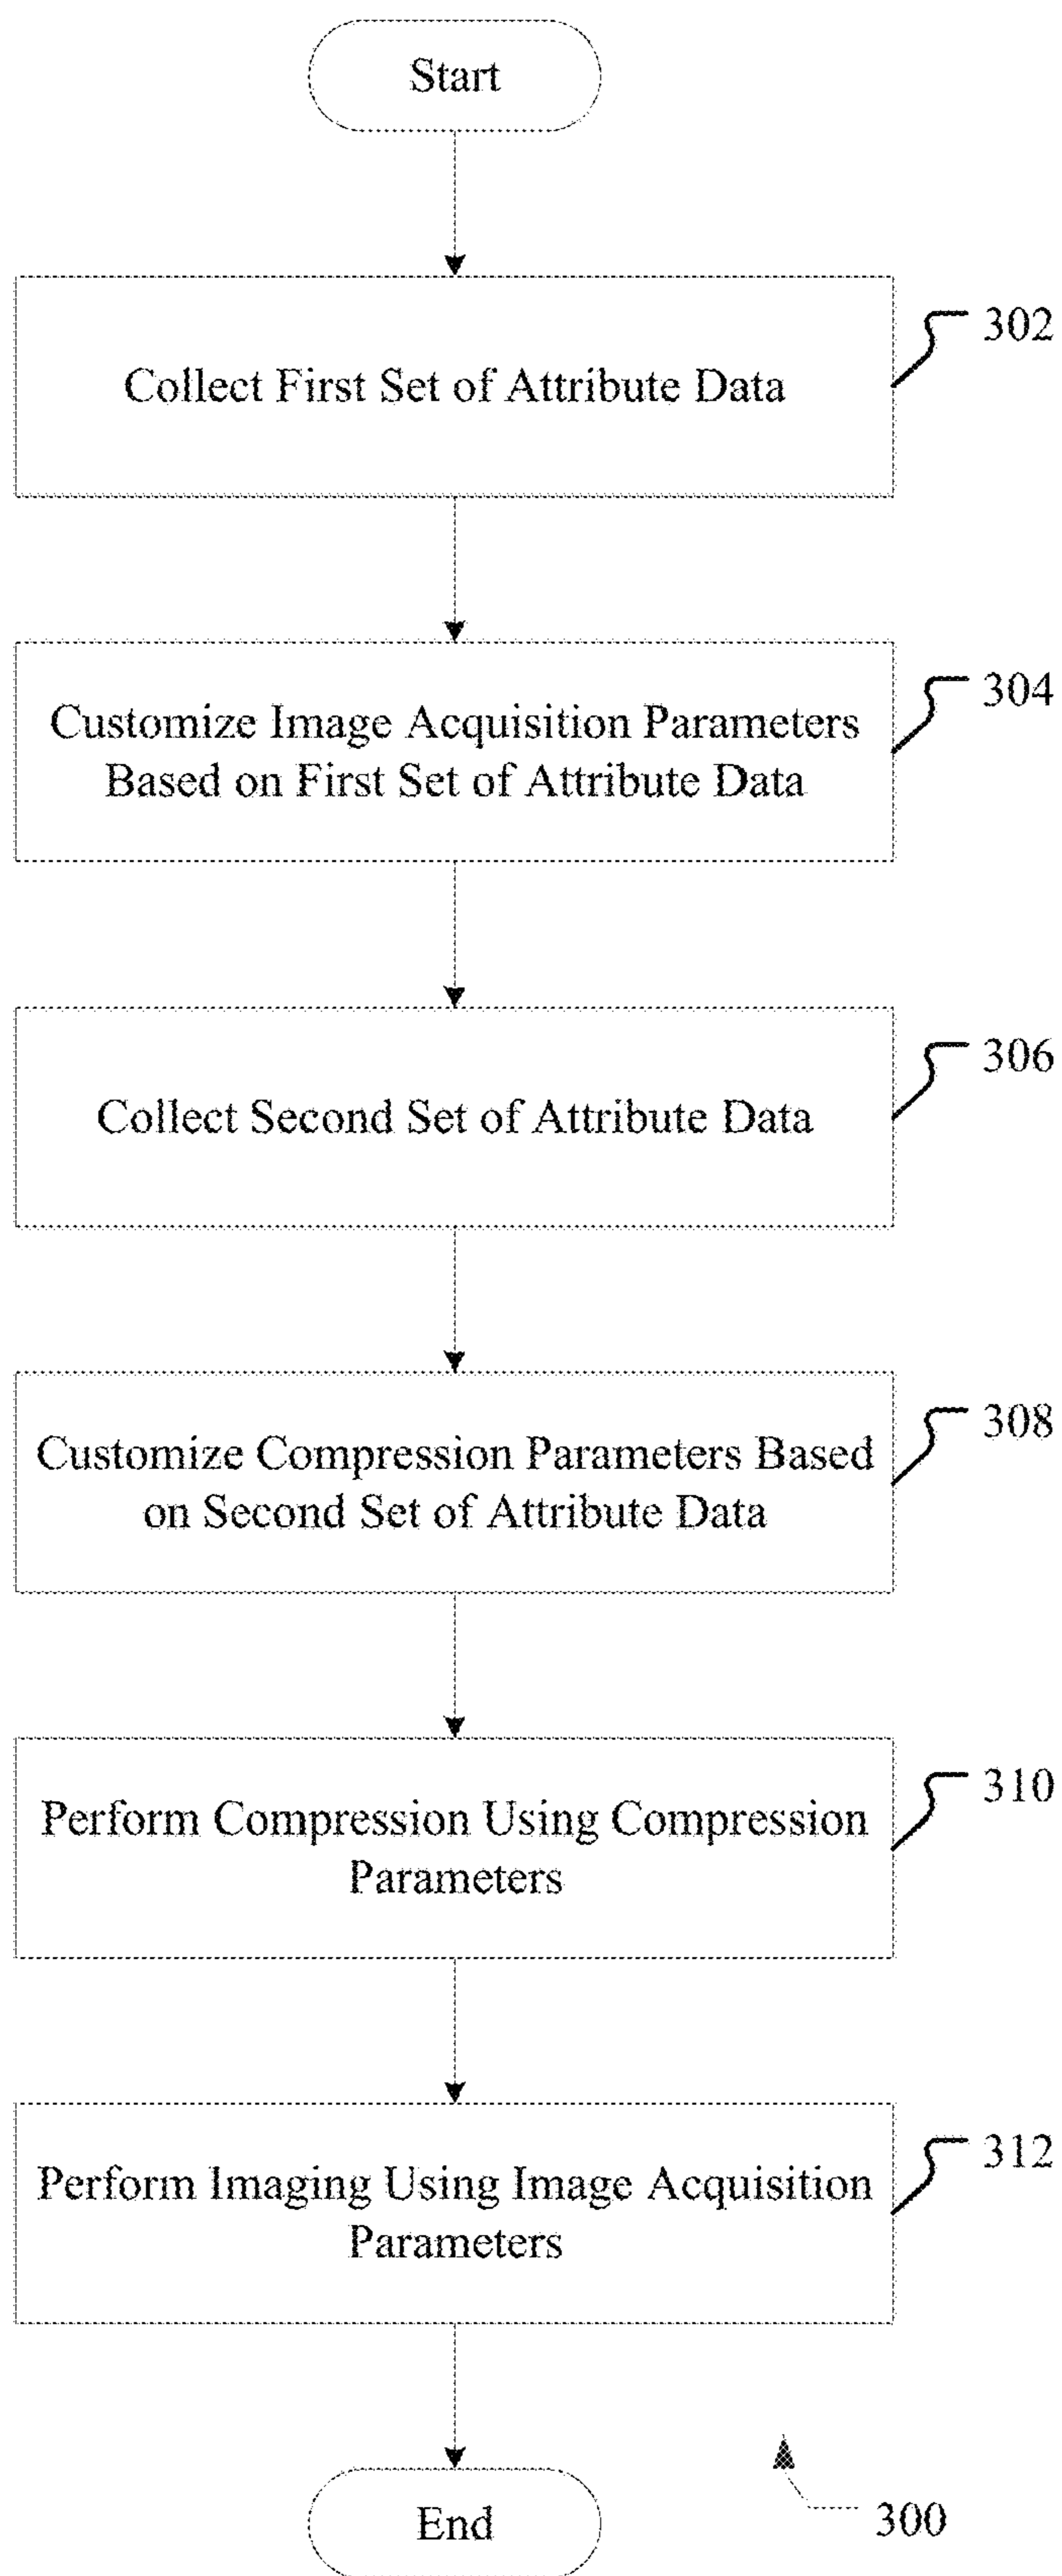 Start
302
Collect First Set of Attribute Data
304
Customize Image Acquisition Parameters
Based on First Set of Attribute Data
306
Collect Second Set of Attribute Data
308
Customize Compression Parameters Based
on Second Set of Attribute Data
310
Perform Compression Using Compression
Parameters
312
Perform Imaging Using Image Acquisition
Parameters
End
300